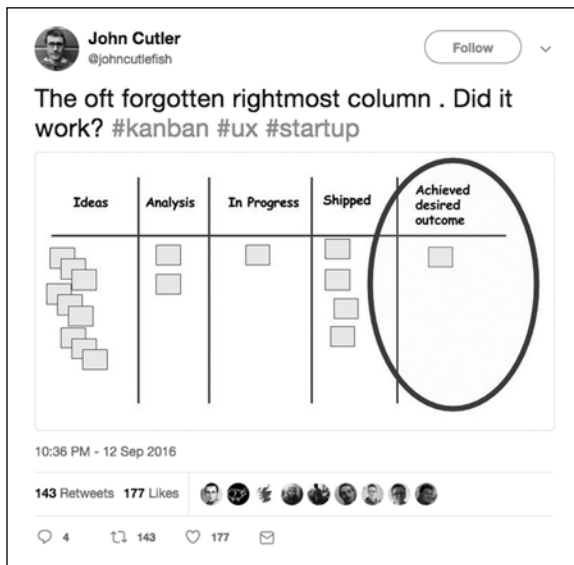 John Cutler
@johncutlefish
Follow
The oft forgotten rightmost column . Did it
work? #kanban #ux #startup
Ideas
Analysis
In Progress
Shipped
Achieved
desired
outcome
10:36 PM - 12 Sep 2016
143 Retweets 177 Likes
4 143 177